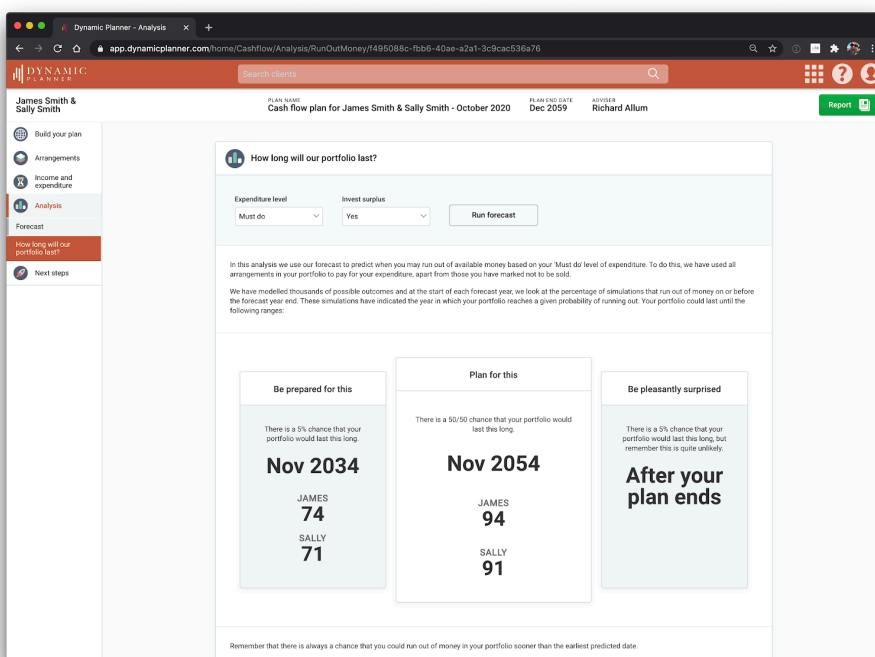 Dynamic Planner - Analysis
app.dynamicplanner.com/home/Cashflow/Analysis/RunOutMoney/f495088c-fbb6-40ae-a2a1-3c9cac536a76
DYNAMIC
PLANNER
Search clients
James Smith &
Sally Smith
PLAN NAME
Cash flow plan for James Smith & Sally Smith - October 2020
PLAN END DATE
Dec 2059
ADVISER
Richard Allum
Report
Build your plan
Arrangements
Income and
expenditure
Analysis
Forecast
How long will our
portfolio last?
Next steps
How long will our portfolio last?
Expenditure level
Must do
Invest surplus
Yes
Run forecast
In this analysis we use our forecast to predict when you may run out of available money based on your 'Must do' level of expenditure. To do this, we have used all
arrangements in your portfolio to pay for your expenditure, apart from those you have marked not to be sold.
We have modelled thousands of possible outcomes and at the start of each forecast year, we look at the percentage of simulations that run out of money on or before
the forecast year end. These simulations have indicated the year in which your portfolio reaches a given probability of running out. Your portfolio could last until the
following ranges:
Be prepared for this
There is a 5% chance that your
portfolio would last this long.
Nov 2034
JAMES
74
SALLY
71
Plan for this
There is a 50/50 chance that your portfolio would
last this long.
Nov 2054
JAMES
94
SALLY
91
Be pleasantly surprised
There is a 5% chance that your
portfolio would last this long, but
remember this is quite unlikely.
After your
plan ends
Remember that there is always a chance that you could run out of money in your portfolio sooner than the earliest predicted date.